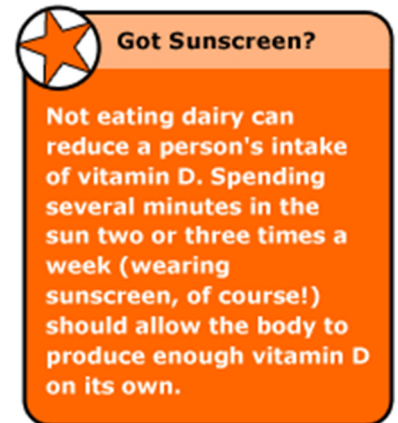 Got Sunscreen?
Not eating dairy can
reduce a person's intake
of vitamin D. Spending
several minutes in the
sun two or three times a
week (wearing
sunscreen, of course!)
should allow the body to
produce enough vitamin D
on its own.